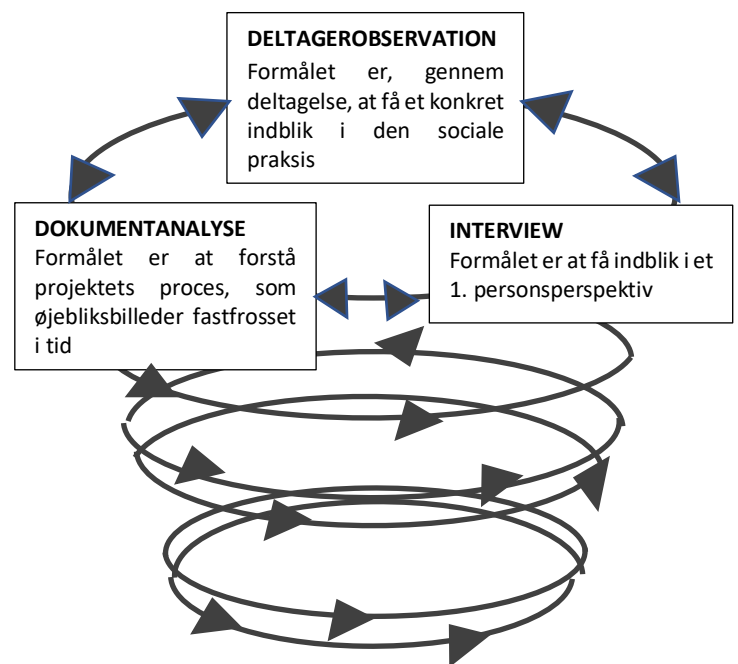 DELTAGEROBSERVATION
Formålet er, gennem
deltagelse, at få et konkret
indblik i den sociale
praksis
DOKUMENTANALYSE
Formålet er at forstå
projektets proces, som
øjebliksbilleder fastfrosset
i tid
INTERVIEW
Formålet er at få indblik i et
1. personsperspektiv